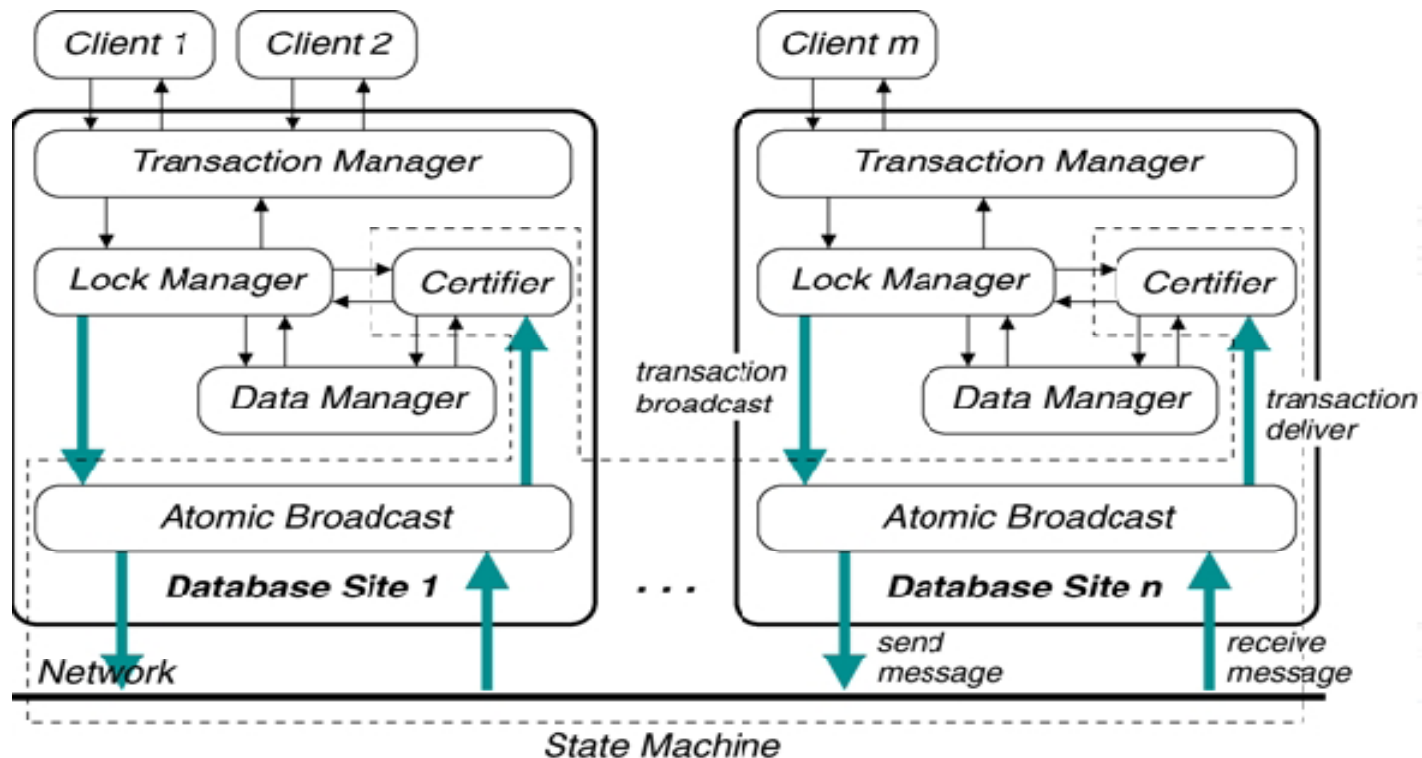 Client 1
Client 2
Client m
Transaction Manager
Transaction Manager
Lock Manager
Certifier
Lock Manager
Certifier
Data Manager
transaction
broadcast
Data Manager
transaction
deliver
Atomic Broadcast
Atomic Broadcast
Database Site 1
. . .
Database Site n
Network
send
message
receive
message
State Machine